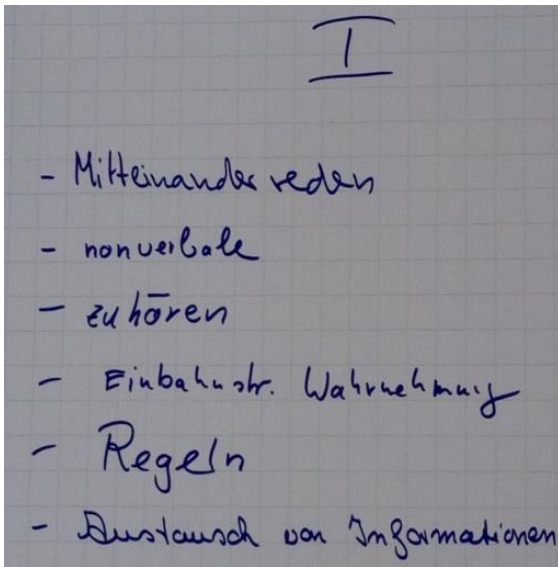 I
- Miteinander reden
- nonverbale
- zuhören
- Einbahnstr. Wahrnehmung
- Regeln
- Austausch von Informationen